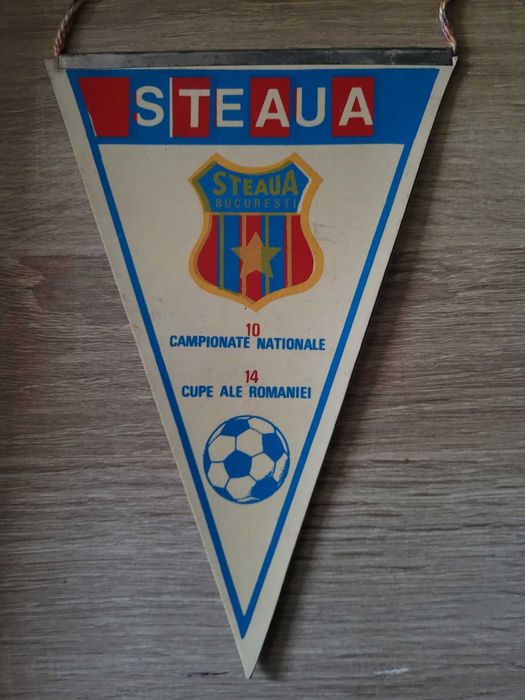 STEAUA
STEAUA
BUCURESTI
10
CAMPIONATE NATIONALE
14
CUPE ALE ROMANIEI